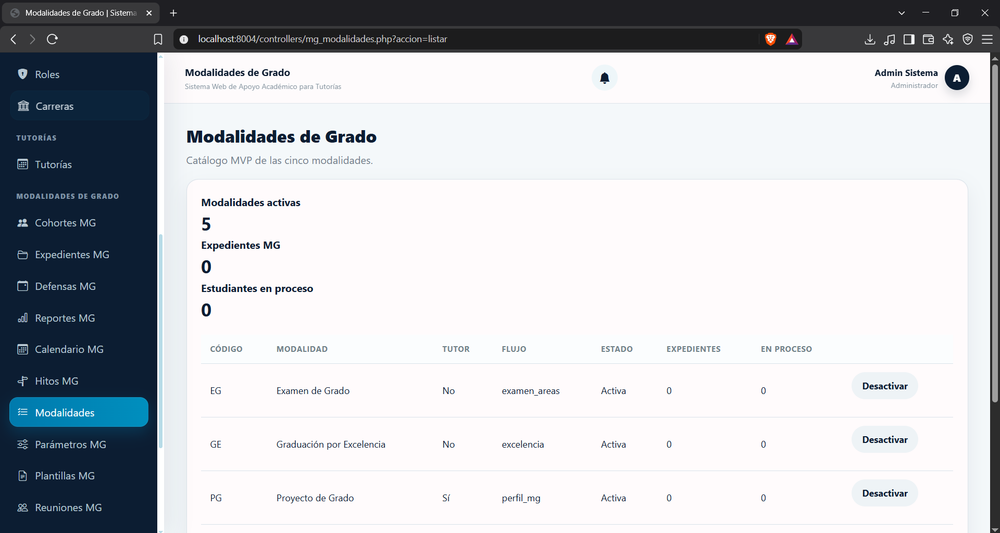 Modalidades de Grado | Sistema
localhost:8004/controllers/mg_modalidades.php?accion=listar
Roles
Carreras
TUTORÍAS
Tutorías
MODALIDADES DE GRADO
Cohortes MG
Expedientes MG
Defensas MG
Reportes MG
Calendario MG
Hitos MG
Modalidades
Parámetros MG
Plantillas MG
Reuniones MG
Modalidades de Grado
Sistema Web de Apoyo Académico para Tutorías
Admin Sistema
Administrador
A
Modalidades de Grado
Catálogo MVP de las cinco modalidades.
Modalidades activas
5
Expedientes MG
0
Estudiantes en proceso
0
CÓDIGO MODALIDAD TUTOR FLUJO ESTADO EXPEDIENTES EN PROCESO
EG Examen de Grado No examen_areas Activa 0 0 Desactivar
GE Graduación por Excelencia No excelencia Activa 0 0 Desactivar
PG Proyecto de Grado Sí perfil_mg Activa 0 0 Desactivar